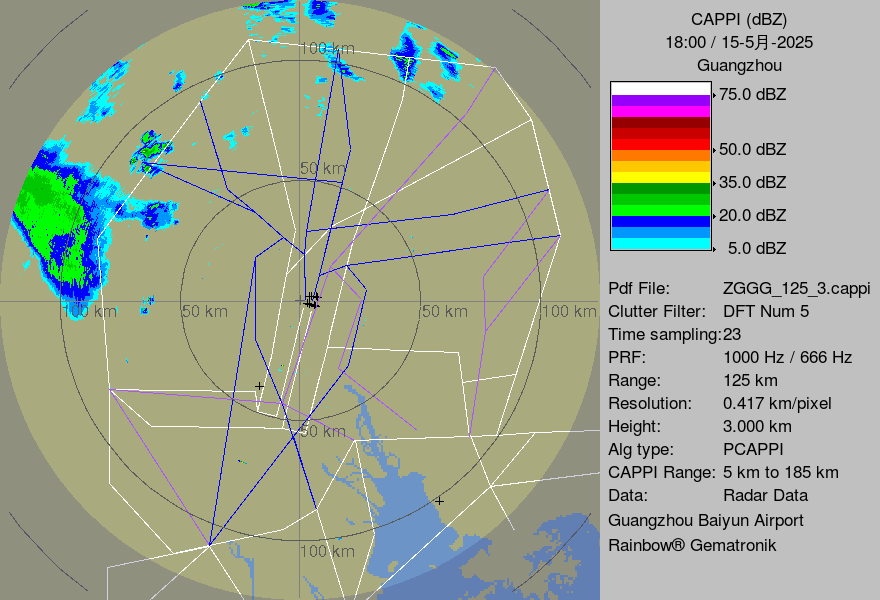 CAPPI (dBZ)
18:00 / 15-5月-2025
Guangzhou
75.0 dBZ
50.0 dBZ
35.0 dBZ
20.0 dBZ
5.0 dBZ
100 km
50 km
100 km
50 km
50 km
100 km
50 km
100 km
Pdf File: ZGGG_125_3.cappi
Clutter Filter: DFT Num 5
Time sampling:23
PRF: 1000 Hz / 666 Hz
Range: 125 km
Resolution: 0.417 km/pixel
Height: 3.000 km
Alg type: PCAPPI
CAPPI Range: 5 km to 185 km
Data: Radar Data
Guangzhou Baiyun Airport
Rainbow® Gematronik